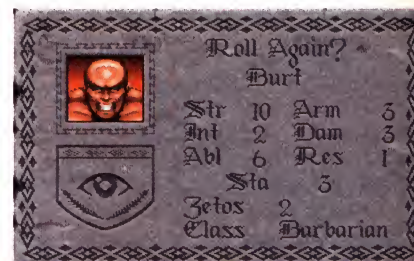 Roll Again?
Burt
Str 10 Arm 3
Int 2 Dam 3
Abl 6 Res 1
Sta 3
Zetos 2
Class Barbarian